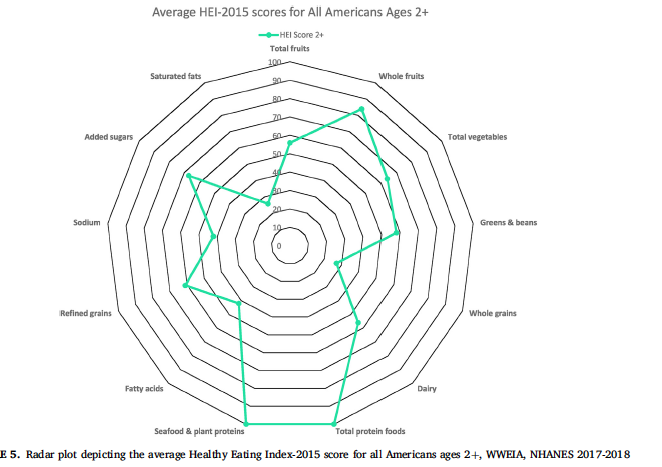 Average HEI-2015 scores for All Americans Ages 2+
HEI Score 2+
Total fruits
100
90
80
70
60
50
40
30
20
10
0
Saturated fats
Whole fruits
Added sugars
Total vegetables
Sodium
Greens & beans
Refined grains
Whole grains
Fatty acids
Dairy
Seafood & plant proteins
Total protein foods
E 5. Radar plot depicting the average Healthy Eating Index-2015 score for all Americans ages 2+, WWEIA, NHANES 2017-2018